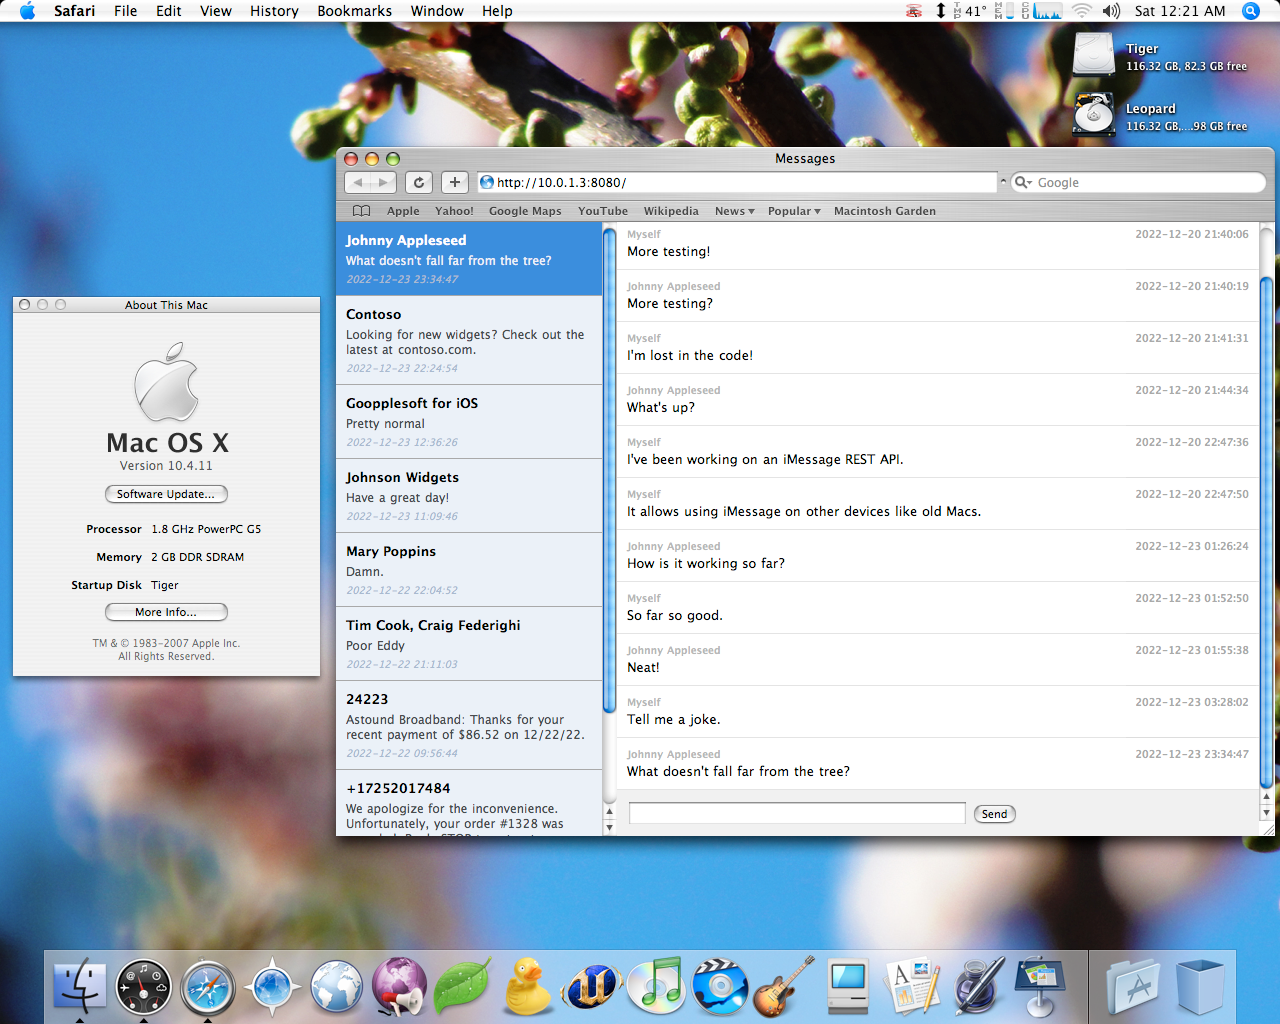 Safari File Edit View History Bookmarks Window Help
TMP 41° MEM CPU Sat 12:21 AM
Tiger
116.32 GB, 82.3 GB free
Leopard
116.32 GB,....98 GB free
Messages
http://10.0.1.3:8080/
Google
Apple Yahoo! Google Maps YouTube Wikipedia News Popular Macintosh Garden
About This Mac
Mac OS X
Version 10.4.11
Software Update...
Processor 1.8 GHz PowerPC G5
Memory 2 GB DDR SDRAM
Startup Disk Tiger
More Info...
TM & © 1983-2007 Apple Inc.
All Rights Reserved.
Johnny Appleseed
What doesn't fall far from the tree?
2022-12-23 23:34:47
Contoso
Looking for new widgets? Check out the
latest at contoso.com.
2022-12-23 22:24:54
Goopplesoft for iOS
Pretty normal
2022-12-23 12:36:26
Johnson Widgets
Have a great day!
2022-12-23 11:09:46
Mary Poppins
Damn.
2022-12-22 22:04:52
Tim Cook, Craig Federighi
Poor Eddy
2022-12-22 21:11:03
24223
Astound Broadband: Thanks for your
recent payment of $86.52 on 12/22/22.
2022-12-22 09:56:44
+17252017484
We apologize for the inconvenience.
Unfortunately, your order #1328 was
Myself 2022-12-20 21:40:06
More testing!
Johnny Appleseed 2022-12-20 21:40:19
More testing?
Myself 2022-12-20 21:41:31
I'm lost in the code!
Johnny Appleseed 2022-12-20 21:44:34
What's up?
Myself 2022-12-20 22:47:36
I've been working on an iMessage REST API.
Myself 2022-12-20 22:47:50
It allows using iMessage on other devices like old Macs.
Johnny Appleseed 2022-12-23 01:26:24
How is it working so far?
Myself 2022-12-23 01:52:50
So far so good.
Johnny Appleseed 2022-12-23 01:55:38
Neat!
Myself 2022-12-23 03:28:02
Tell me a joke.
Johnny Appleseed 2022-12-23 23:34:47
What doesn't fall far from the tree?
Send